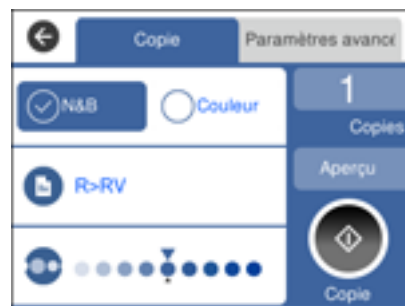 Copie
Paramètres avancé
N&B
Couleur
1
Copies
R>RV
Aperçu
Copie